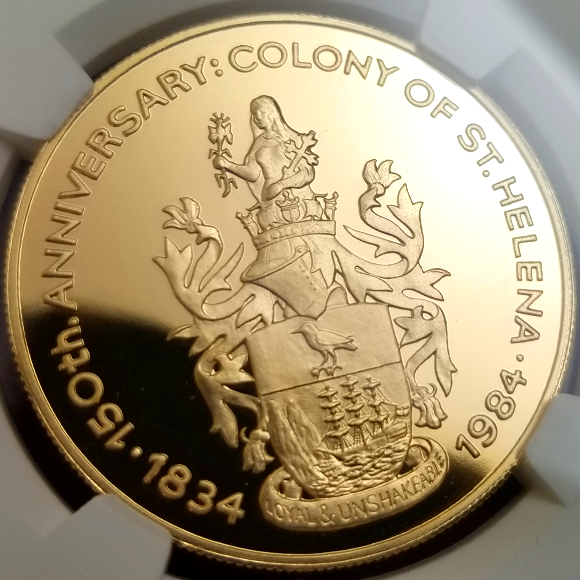 150th. ANNIVERSARY: COLONY OF ST. HELENA · 1984
· 1834
LOYAL & UNSHAKEABLE